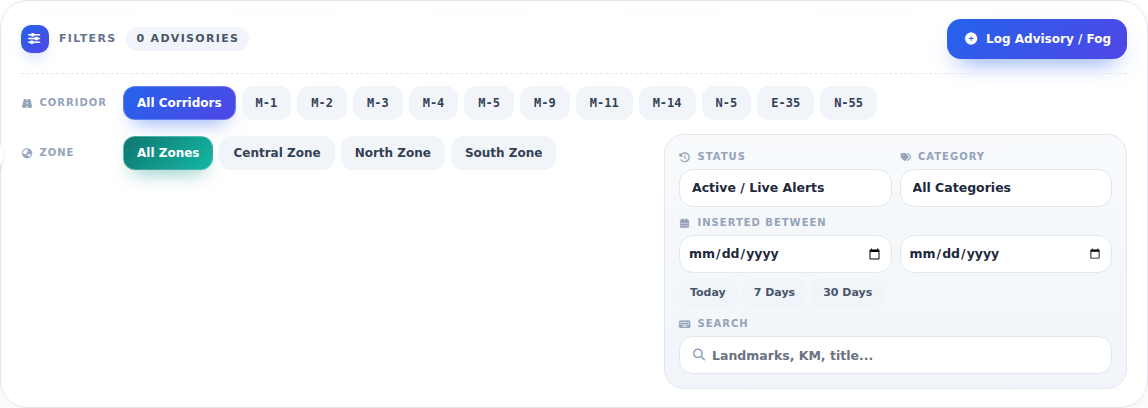 FILTERS 0 ADVISORIES Log Advisory / Fog
CORRIDOR All Corridors M-1 M-2 M-3 M-4 M-5 M-9 M-11 M-14 N-5 E-35 N-55
ZONE All Zones Central Zone North Zone South Zone
STATUS CATEGORY
Active / Live Alerts All Categories
INSERTED BETWEEN
mm/dd/yyyy mm/dd/yyyy
Today 7 Days 30 Days
SEARCH
Landmarks, KM, title...